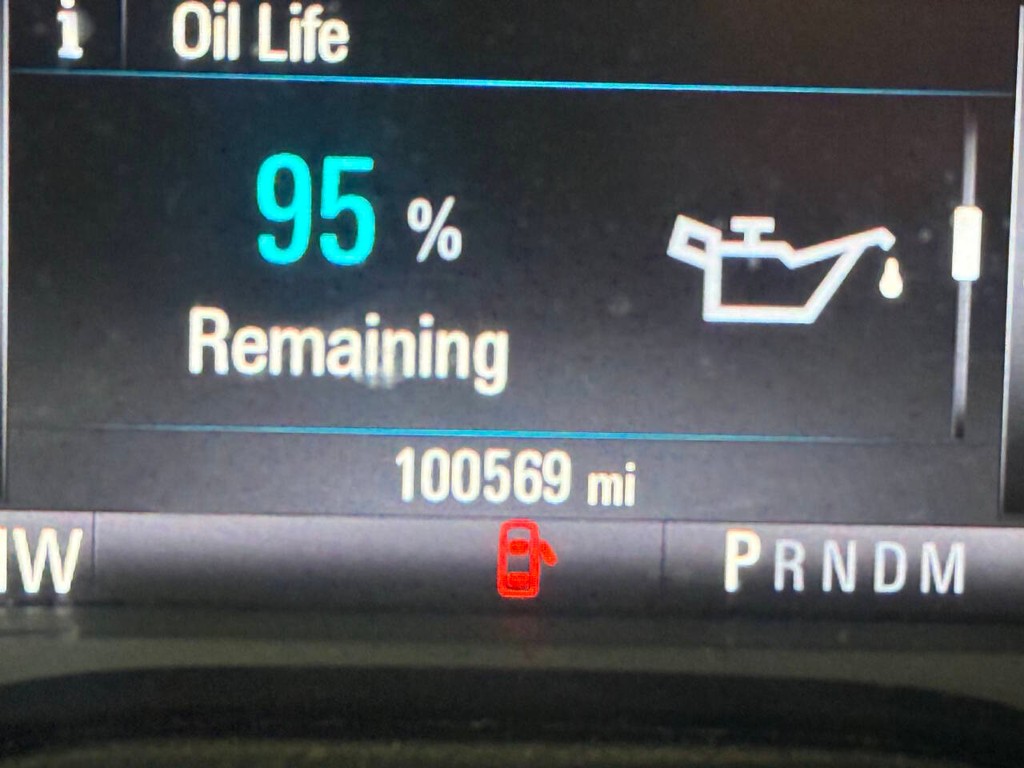 i Oil Life
95 %
Remaining
100569 mi
W PRNDM